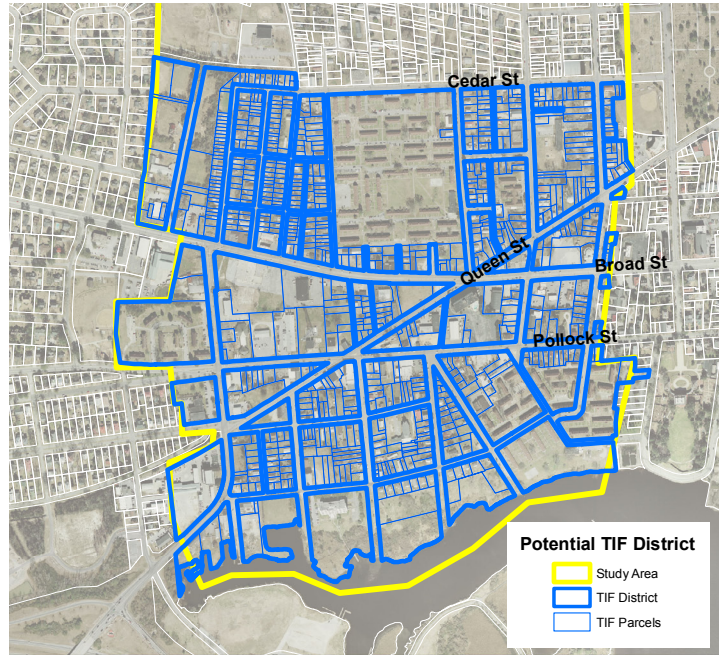 Cedar St
Queen St
Broad St
Pollock St
Potential TIF District
Study Area
TIF District
TIF Parcels